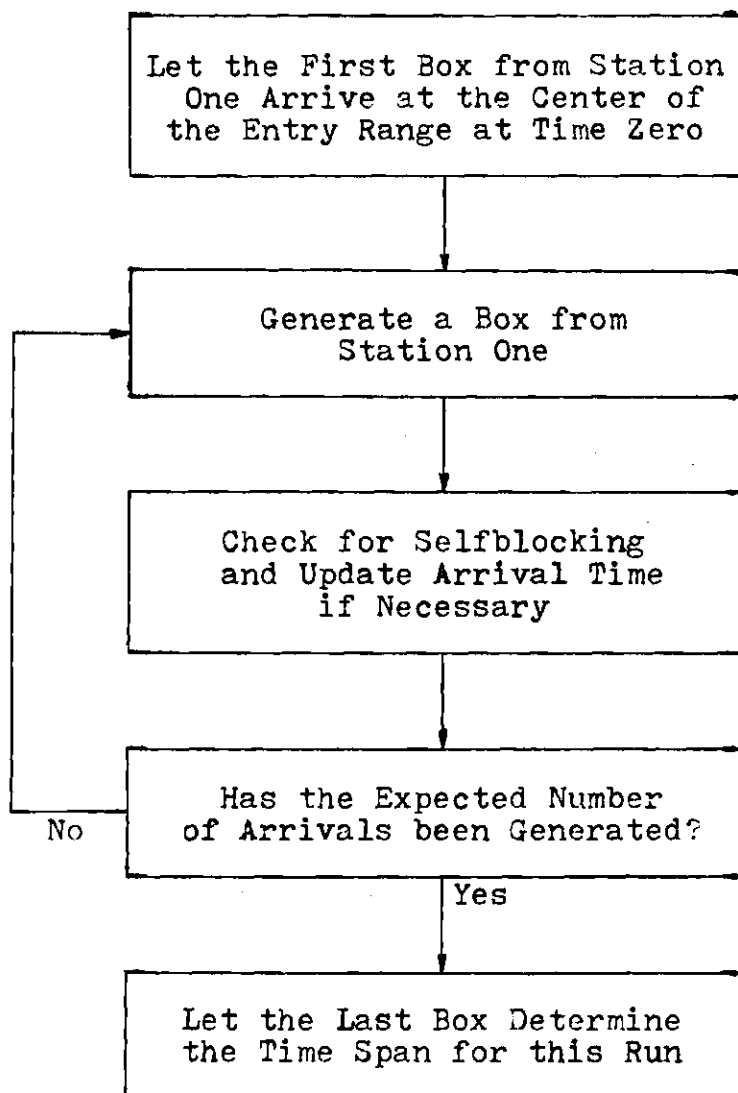 Let the First Box from Station
One Arrive at the Center of
the Entry Range at Time Zero
Generate a Box from
Station One
Check for Selfblocking
and Update Arrival Time
if Necessary
Has the Expected Number
of Arrivals been Generated?
No
Yes
Let the Last Box Determine
the Time Span for this Run